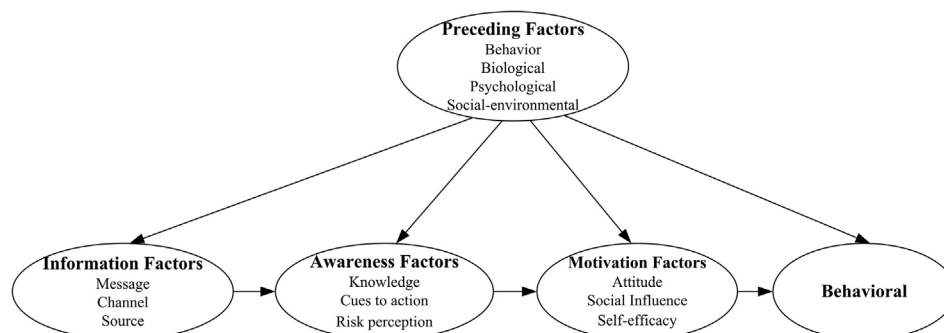 Preceding Factors
Behavior
Biological
Psychological
Social-environmental
Information Factors
Message
Channel
Source
Awareness Factors
Knowledge
Cues to action
Risk perception
Motivation Factors
Attitude
Social Influence
Self-efficacy
Behavioral